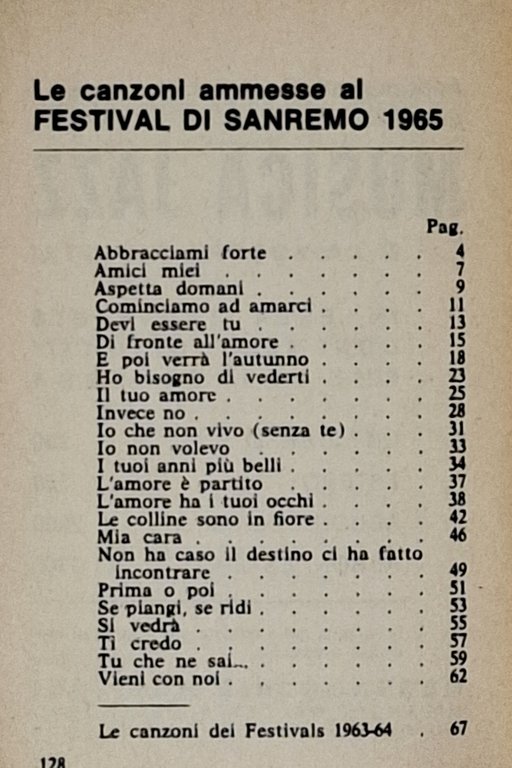 Le canzoni ammesse al
FESTIVAL DI SANREMO 1965
Pag.
Abbracciami forte . . . . . 4
Amici miei . . . . . . 7
Aspetta domani . . . . . 9
Cominciamo ad amarci . . . . 11
Devi essere tu . . . . . . 13
Di fronte all'amore . . . . . 15
E poi verrà l'autunno . . . . 18
Ho bisogno di vederti . . . . 23
Il tuo amore . . . . . . 25
Invece no . . . . . . . 28
Io che non vivo (senza te) . . . 31
Io non volevo . . . . . 33
I tuoi anni più belli . . . . . 34
L'amore è partito . . . . . 37
L'amore ha i tuoi occhi . . . . 38
Le colline sono in fiore . . . . 42
Mia cara . . . . . . . 46
Non ha caso il destino ci ha fatto
incontrare . . . . . . 49
Prima o poi . . . . . . 51
Se piangi, se ridi . . . . . . 53
Si vedrà . . . . . . . 55
Ti credo . . . . . . . 57
Tu che ne sai... . . . . . . 59
Vieni con noi . . . . . . 62
Le canzoni dei Festivals 1963-64 . 67
128